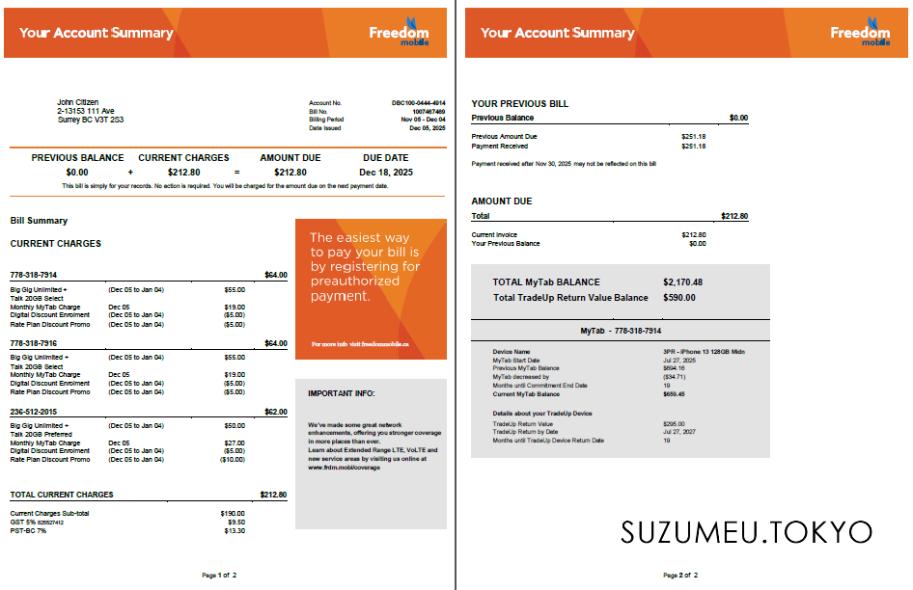 Your Account Summary
Freedom
mobile
John Citizen
2-13153 111 Ave
Surrey BC V3T 2S3
Account No. DBC100-0444-4914
Bill No. 1007467469
Billing Period Nov 05 - Dec 04
Date Issued Dec 05, 2025
PREVIOUS BALANCE CURRENT CHARGES AMOUNT DUE DUE DATE
$0.00 + $212.80 = $212.80 Dec 18, 2025
This bill is simply for your records. No action is required. You will be charged for the amount due on the next payment date.
Bill Summary
CURRENT CHARGES
778-318-7914 $64.00
Big Gig Unlimited + (Dec 05 to Jan 04) $55.00
Talk 20GB Select
Monthly MyTab Charge Dec 05 $19.00
Digital Discount Enrolment (Dec 05 to Jan 04) ($5.00)
Rate Plan Discount Promo (Dec 05 to Jan 04) ($5.00)
778-318-7916 $64.00
Big Gig Unlimited + (Dec 05 to Jan 04) $55.00
Talk 20GB Select
Monthly MyTab Charge Dec 05 $19.00
Digital Discount Enrolment (Dec 05 to Jan 04) ($5.00)
Rate Plan Discount Promo (Dec 05 to Jan 04) ($5.00)
236-512-2015 $62.00
Big Gig Unlimited + (Dec 05 to Jan 04) $50.00
Talk 20GB Preferred
Monthly MyTab Charge Dec 05 $27.00
Digital Discount Enrolment (Dec 05 to Jan 04) ($5.00)
Rate Plan Discount Promo (Dec 05 to Jan 04) ($10.00)
TOTAL CURRENT CHARGES $212.80
Current Charges Sub-total $190.00
GST 5% 825527412 $9.50
PST-BC 7% $13.30
The easiest way
to pay your bill is
by registering for
preauthorized
payment.
For more info visit freedommobile.ca
IMPORTANT INFO:
We've made some great network
enhancements, offering you stronger coverage
in more places than ever.
Learn about Extended Range LTE, VoLTE and
new service areas by visiting us online at
www.frdm.mobi/coverage
Page 1 of 2
Your Account Summary
Freedom
mobile
YOUR PREVIOUS BILL
Previous Balance $0.00
Previous Amount Due $251.18
Payment Received $251.18
Payment received after Nov 30, 2025 may not be reflected on this bill
AMOUNT DUE
Total $212.80
Current Invoice $212.80
Your Previous Balance $0.00
TOTAL MyTab BALANCE $2,170.48
Total TradeUp Return Value Balance $590.00
MyTab - 778-318-7914
Device Name 3PR - iPhone 13 128GB Midn
MyTab Start Date Jul 27, 2025
Previous MyTab Balance $694.16
MyTab decreased by ($34.71)
Months until Commitment End Date 19
Current MyTab Balance $659.45
Details about your TradeUp Device
TradeUp Return Value $295.00
TradeUp Return by Date Jul 27, 2027
Months until TradeUp Device Return Date 19
SUZUMEU.TOKYO
Page 2 of 2